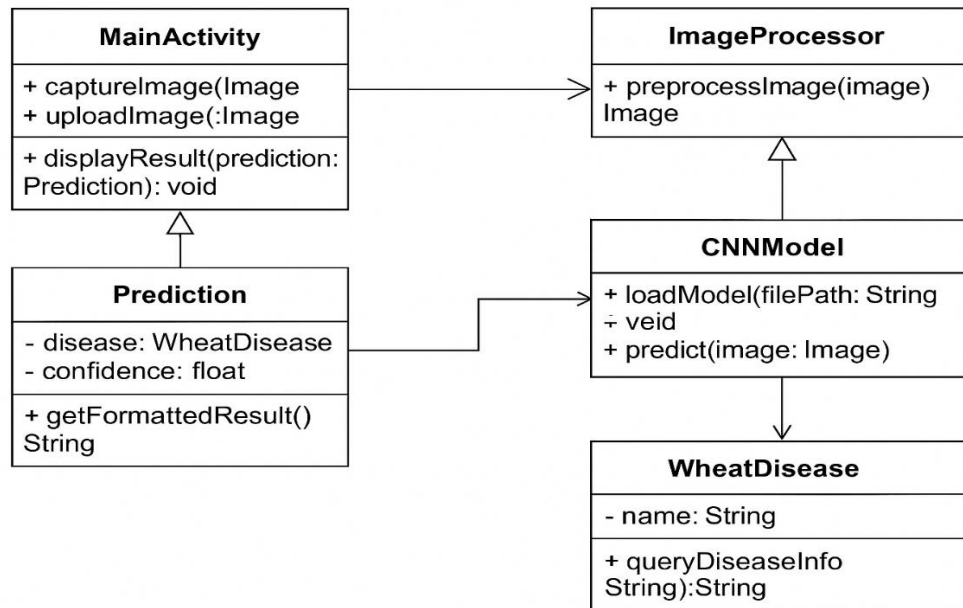 MainActivity
+ captureImage(Image
+ uploadImage(:Image
+ displayResult(prediction:
Prediction): void
ImageProcessor
+ preprocessImage(image)
Image
Prediction
- disease: WheatDisease
- confidence: float
+ getFormattedResult()
String
CNNModel
+ loadModel(filePath: String
÷ veid
+ predict(image: Image)
WheatDisease
- name: String
+ queryDiseaseInfo
String):String